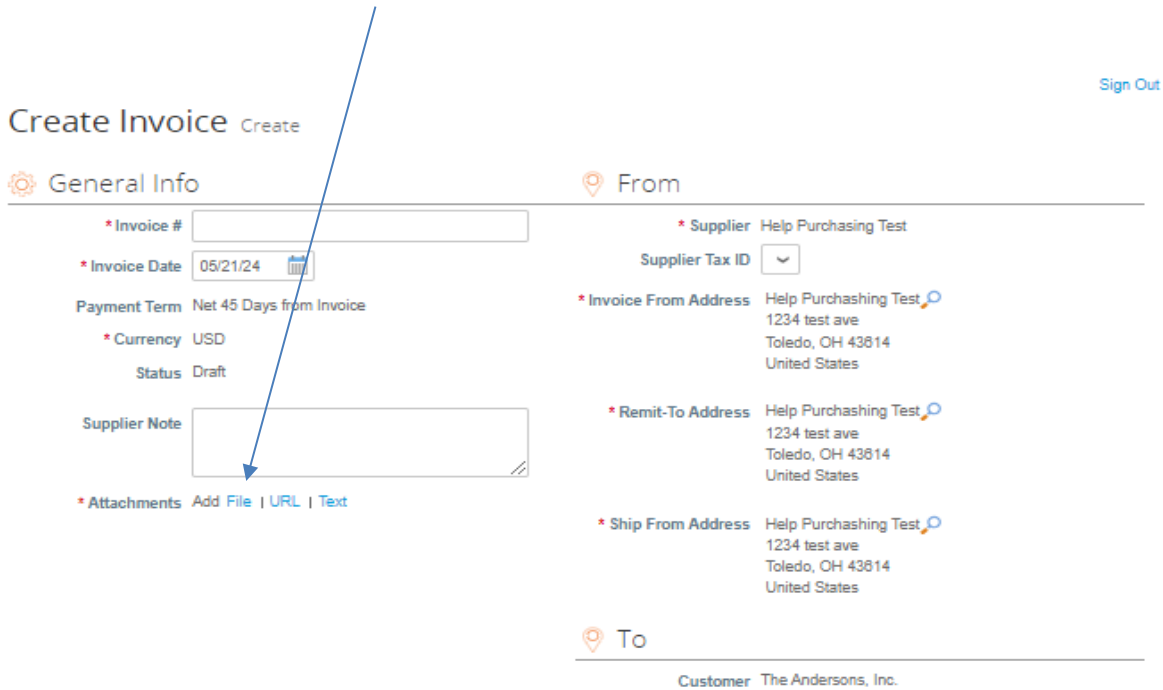 Sign Out
Create Invoice Create
General Info
* Invoice #
* Invoice Date 05/21/24
Payment Term Net 45 Days from Invoice
* Currency USD
Status Draft
Supplier Note
* Attachments Add File | URL | Text
From
* Supplier Help Purchasing Test
Supplier Tax ID
* Invoice From Address Help Purchashing Test
1234 test ave
Toledo, OH 43614
United States
* Remit-To Address Help Purchashing Test
1234 test ave
Toledo, OH 43614
United States
* Ship From Address Help Purchashing Test
1234 test ave
Toledo, OH 43614
United States
To
Customer The Andersons, Inc.